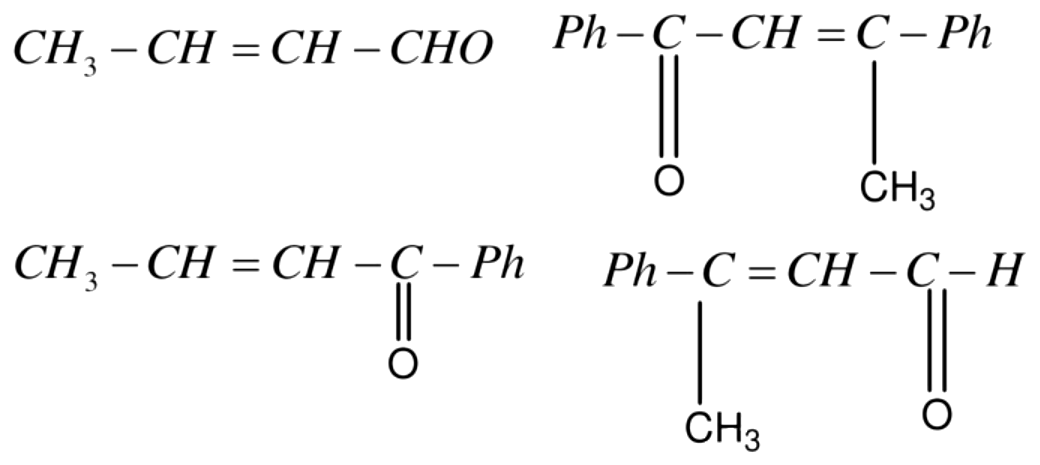 CH₃ – CH = CH – CHO
Ph – C – CH = C – Ph
O
CH₃
CH₃ – CH = CH – C – Ph
O
Ph – C = CH – C – H
CH₃
O